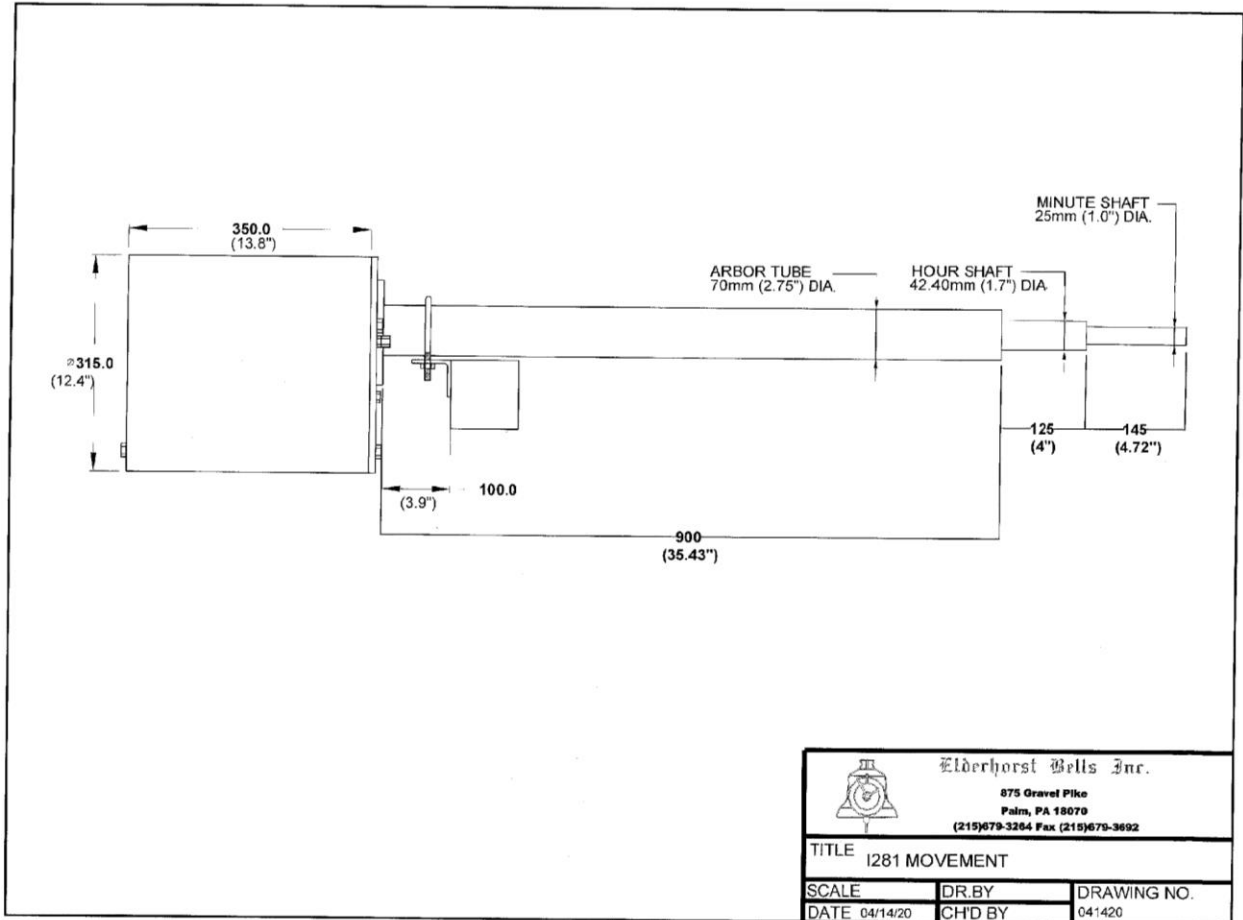 350.0
(13.8")
⌀315.0
(12.4")
MINUTE SHAFT
25mm (1.0") DIA.
ARBOR TUBE
70mm (2.75") DIA.
HOUR SHAFT
42.40mm (1.7") DIA
125
(4")
145
(4.72")
100.0
(3.9")
900
(35.43")
Elderhorst Bells Inc.
875 Gravel Pike
Palm, PA 18070
(215)679-3264 Fax (215)679-3692
TITLE I281 MOVEMENT
SCALE DR.BY DRAWING NO.
DATE 04/14/20 CH'D BY 041420